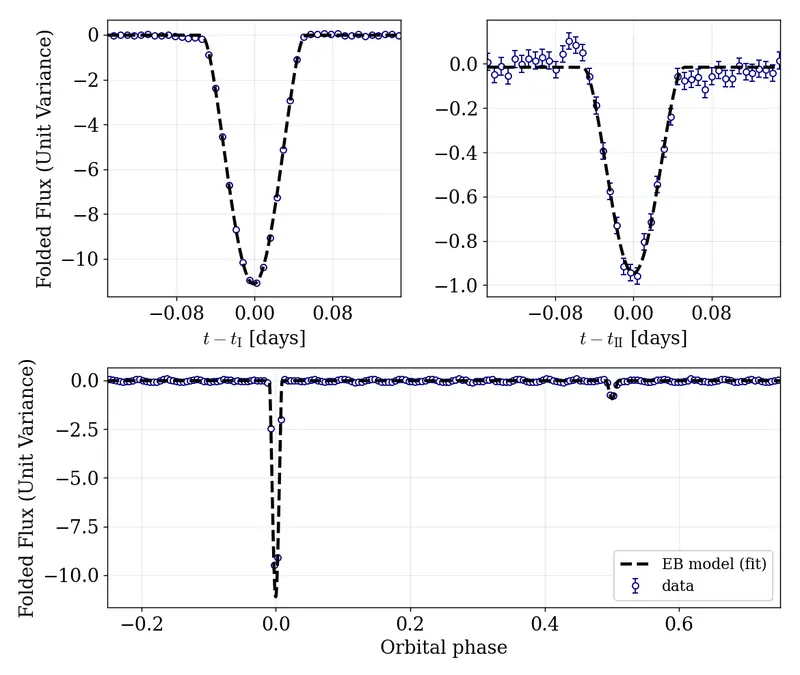 Folded Flux (Unit Variance)
0
−2
−4
−6
−8
−10
−0.08 0.00 0.08
t − t_I [days]
0.0
−0.2
−0.4
−0.6
−0.8
−1.0
−0.08 0.00 0.08
t − t_II [days]
Folded Flux (Unit Variance)
0.0
−2.5
−5.0
−7.5
−10.0
−0.2 0.0 0.2 0.4 0.6
Orbital phase
EB model (fit)
data